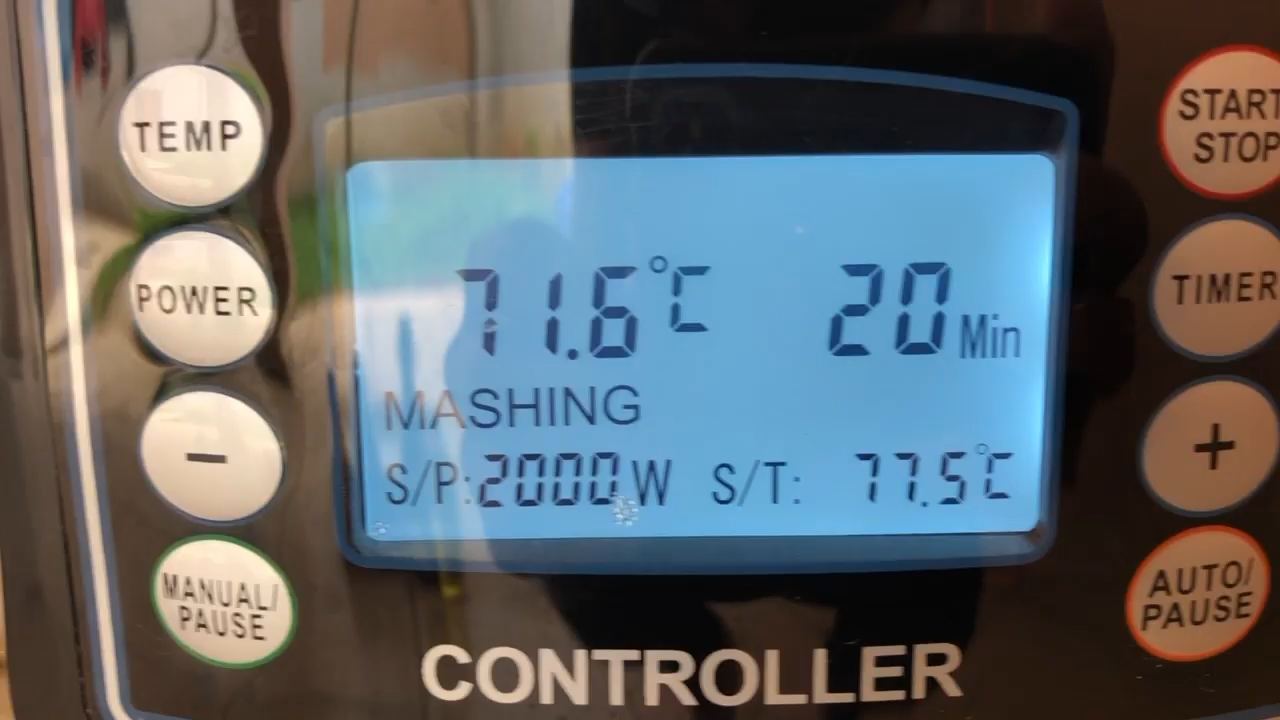 TEMP
POWER
−
MANUAL/
PAUSE
71.6°C 20 Min
MASHING
S/P:2000W S/T: 77.5°C
CONTROLLER
START
STOP
TIMER
+
AUTO/
PAUSE